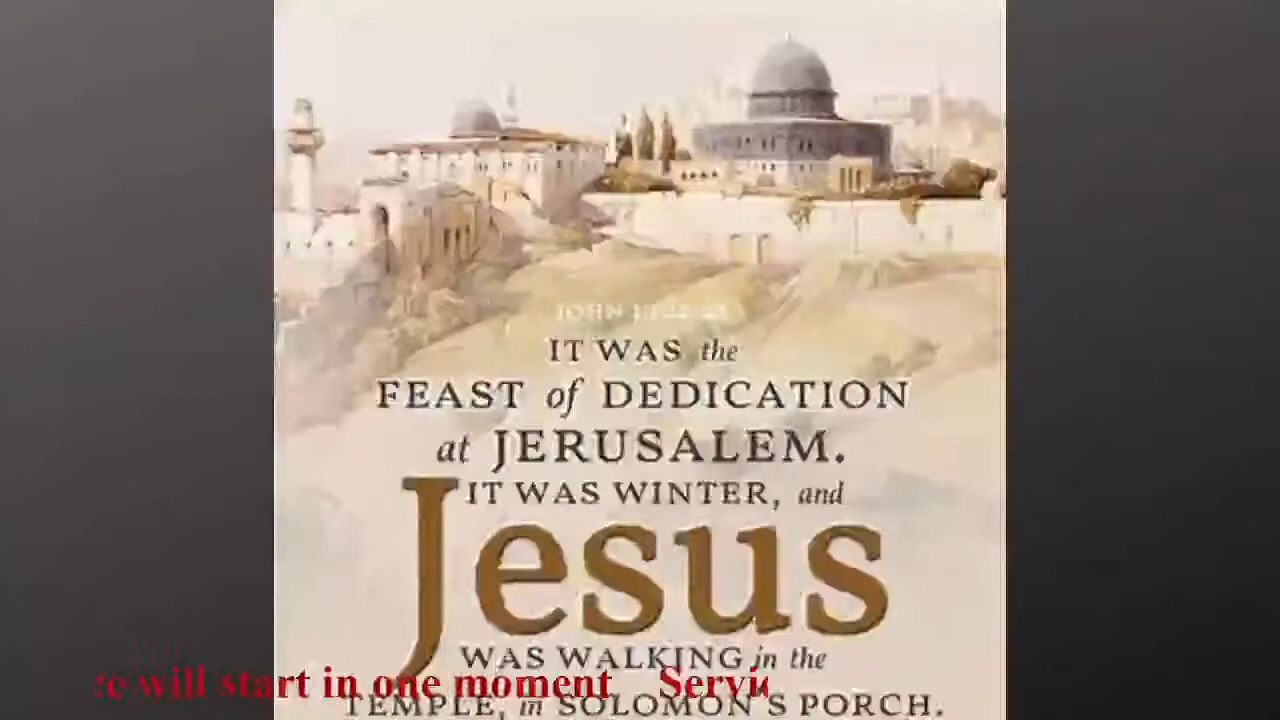 JOHN
IT WAS the
FEAST of DEDICATION
at JERUSALEM.
IT WAS WINTER, and
Jesus
WAS WALKING in the
will start in one moment
TEMPLE, in SOLOMON'S PORCH.